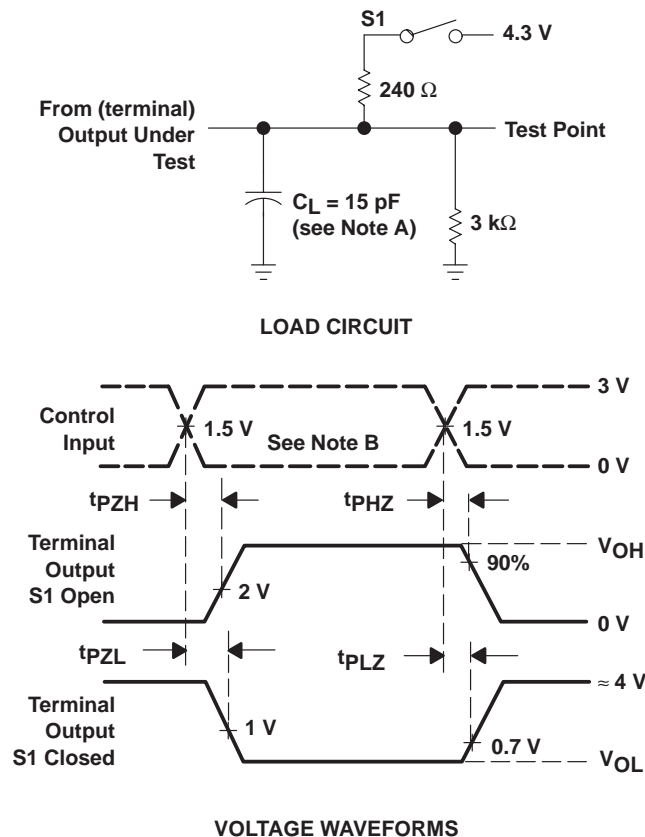 S1
4.3 V
240 Ω
From (terminal)
Output Under
Test
Test Point
CL = 15 pF
(see Note A)
3 kΩ
LOAD CIRCUIT
Control
Input
1.5 V
See Note B
1.5 V
3 V
0 V
tPZH
tPHZ
Terminal
Output
S1 Open
2 V
90%
VOH
0 V
tPZL
tPLZ
Terminal
Output
S1 Closed
1 V
0.7 V
≈ 4 V
VOL
VOLTAGE WAVEFORMS